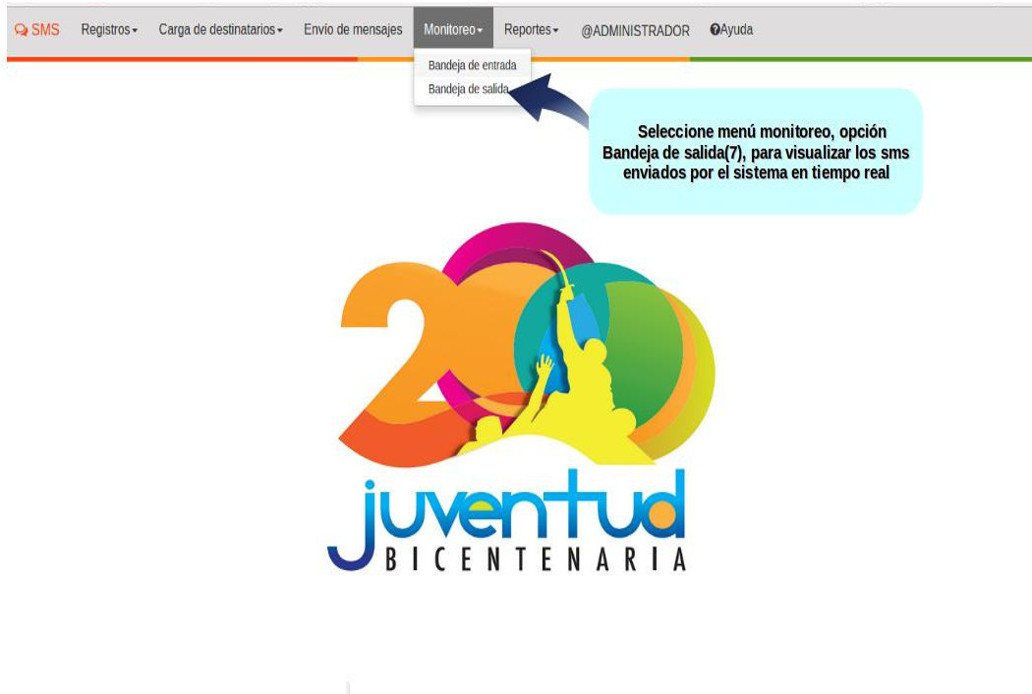 SMS Registros Carga de destinatarios Envío de mensajes Monitoreo Reportes @ADMINISTRADOR Ayuda
Bandeja de entrada
Bandeja de salida
Seleccione menú monitoreo, opción
Bandeja de salida(7), para visualizar los sms
enviados por el sistema en tiempo real
200
juventud
BICENTENARIA